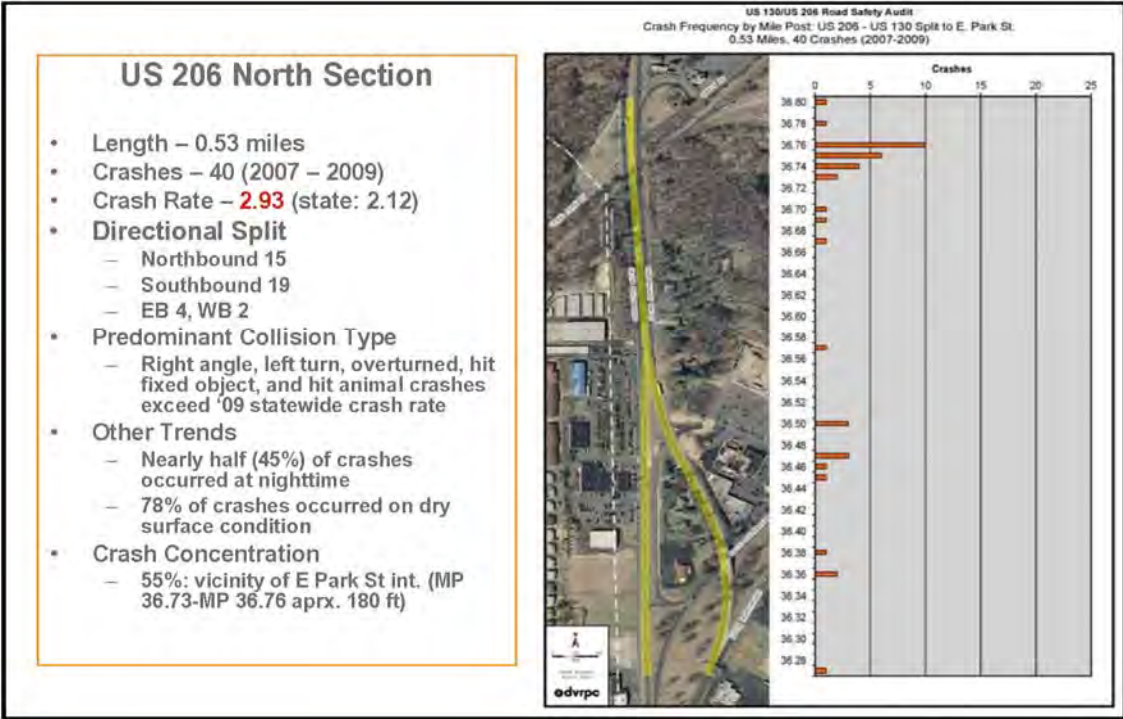 US 206 North Section
• Length – 0.53 miles
• Crashes – 40 (2007 – 2009)
• Crash Rate – 2.93 (state: 2.12)
• Directional Split
– Northbound 15
– Southbound 19
– EB 4, WB 2
• Predominant Collision Type
– Right angle, left turn, overturned, hit
fixed object, and hit animal crashes
exceed ‘09 statewide crash rate
• Other Trends
– Nearly half (45%) of crashes
occurred at nighttime
– 78% of crashes occurred on dry
surface condition
• Crash Concentration
– 55%: vicinity of E Park St int. (MP
36.73-MP 36.76 aprx. 180 ft)
US 130/US 206 Road Safety Audit
Crash Frequency by Mile Post: US 206 - US 130 Split to E. Park St.
0.53 Miles, 40 Crashes (2007-2009)
Crashes
0 5 10 15 20 25
36.80
36.78
36.76
36.74
36.72
36.70
36.68
36.66
36.64
36.62
36.60
36.58
36.56
36.54
36.52
36.50
36.48
36.46
36.44
36.40
36.38
36.36
36.34
36.32
36.30
36.28
dvrpc